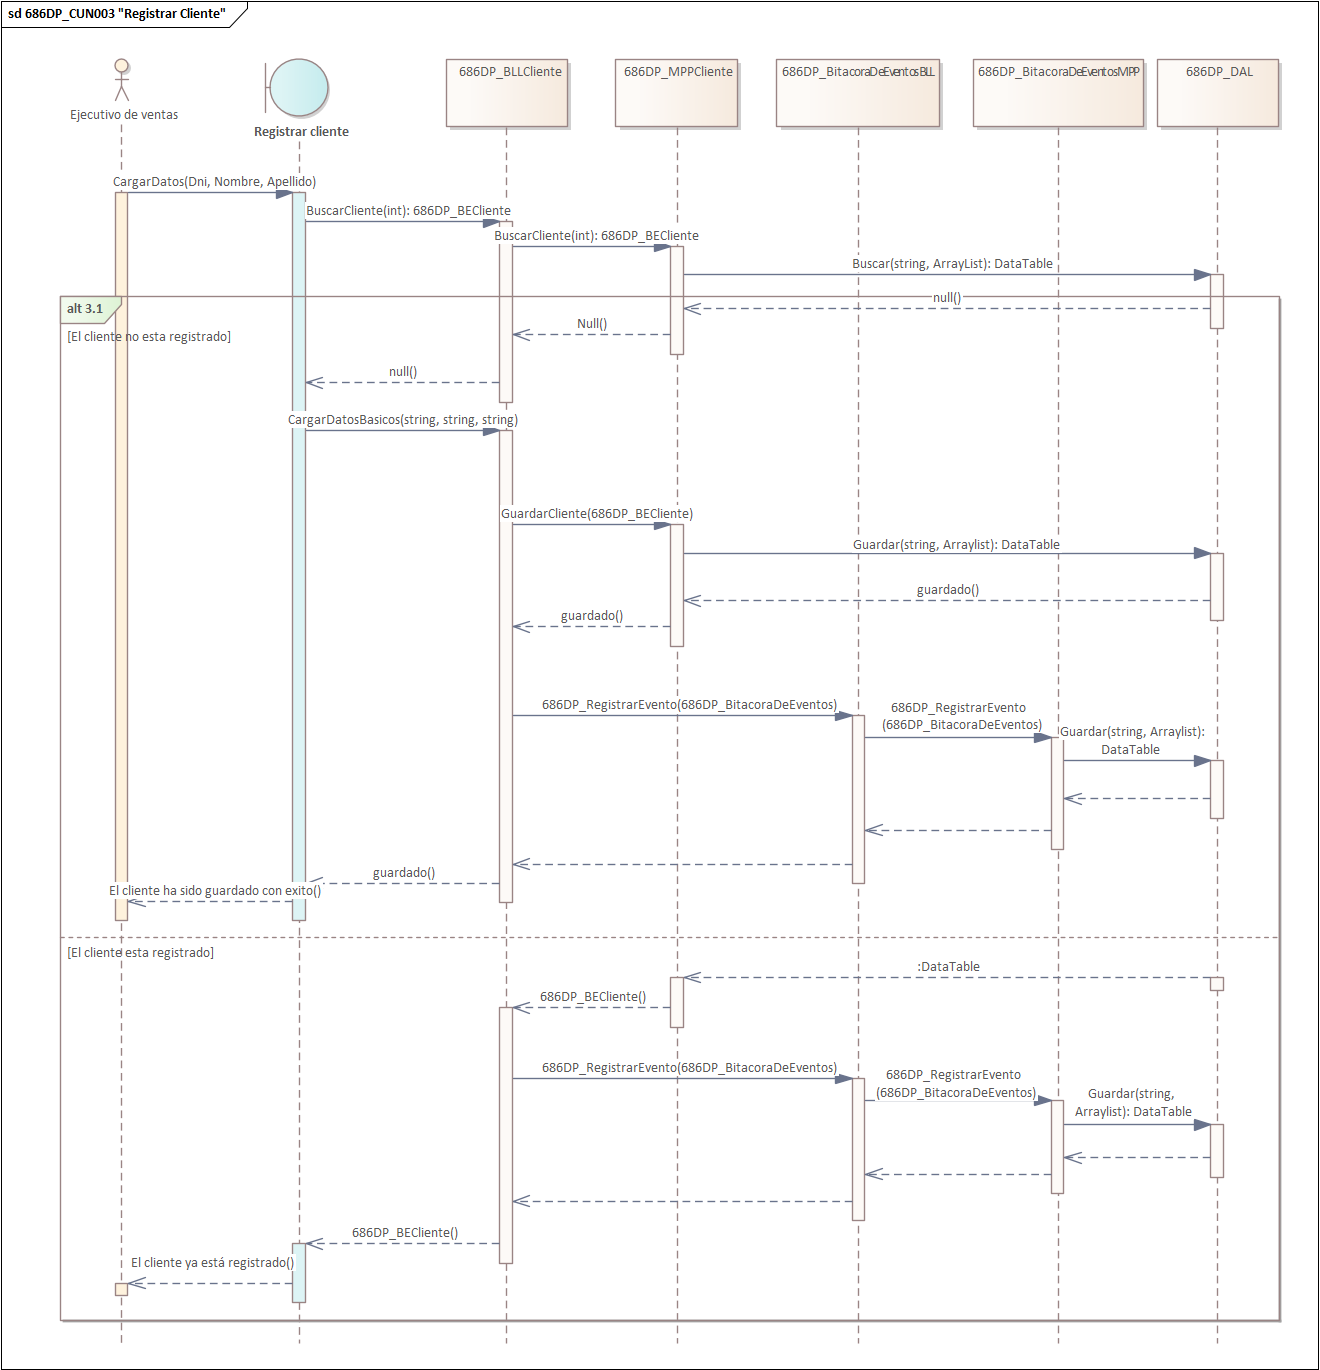 sd 686DP_CUN003 "Registrar Cliente"
Ejecutivo de ventas
Registrar cliente
686DP_BLLCliente
686DP_MPPCliente
686DP_BitacoraDeEventosBLL
686DP_BitacoraDeEventosMPP
686DP_DAL
CargarDatos(Dni, Nombre, Apellido)
BuscarCliente(int): 686DP_BECliente
BuscarCliente(int): 686DP_BECliente
Buscar(string, ArrayList): DataTable
alt 3.1
null()
[El cliente no esta registrado]
Null()
null()
CargarDatosBasicos(string, string, string)
GuardarCliente(686DP_BECliente)
Guardar(string, Arraylist): DataTable
guardado()
guardado()
686DP_RegistrarEvento(686DP_BitacoraDeEventos)
686DP_RegistrarEvento
(686DP_BitacoraDeEventos)
Guardar(string, Arraylist):
DataTable
guardado()
El cliente ha sido guardado con exito()
[El cliente esta registrado]
:DataTable
686DP_BECliente()
686DP_RegistrarEvento(686DP_BitacoraDeEventos)
686DP_RegistrarEvento
(686DP_BitacoraDeEventos)
Guardar(string,
Arraylist): DataTable
686DP_BECliente()
El cliente ya está registrado()